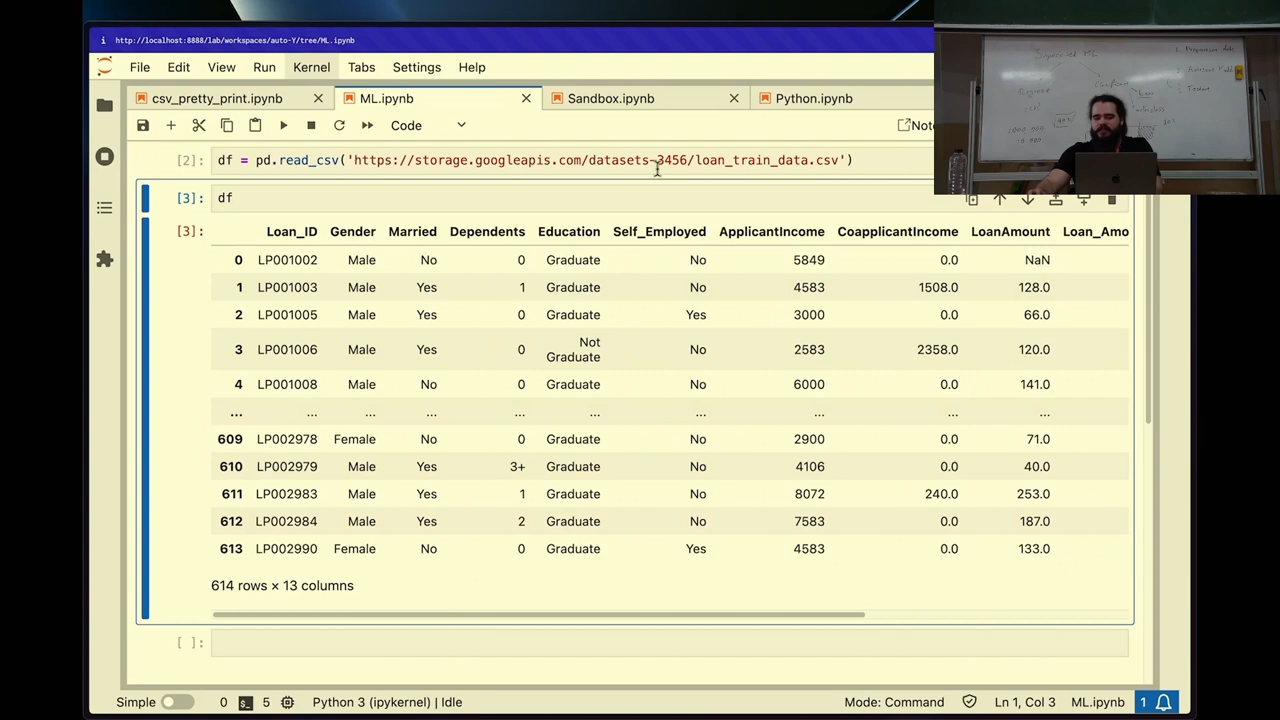 http://localhost:8888/lab/workspaces/auto-Y/tree/ML.ipynb
File Edit View Run Kernel Tabs Settings Help
csv_pretty_print.ipynb ML.ipynb Sandbox.ipynb Python.ipynb
Code
[2]: df = pd.read_csv('https://storage.googleapis.com/datasets-3456/loan_train_data.csv')
[3]: df
[3]: Loan_ID Gender Married Dependents Education Self_Employed ApplicantIncome CoapplicantIncome LoanAmount Loan_Amo
0 LP001002 Male No 0 Graduate No 5849 0.0 NaN
1 LP001003 Male Yes 1 Graduate No 4583 1508.0 128.0
2 LP001005 Male Yes 0 Graduate Yes 3000 0.0 66.0
3 LP001006 Male Yes 0 Not Graduate No 2583 2358.0 120.0
4 LP001008 Male No 0 Graduate No 6000 0.0 141.0
... ... ... ... ... ... ... ... ... ...
609 LP002978 Female No 0 Graduate No 2900 0.0 71.0
610 LP002979 Male Yes 3+ Graduate No 4106 0.0 40.0
611 LP002983 Male Yes 1 Graduate No 8072 240.0 253.0
612 LP002984 Male Yes 2 Graduate No 7583 0.0 187.0
613 LP002990 Female No 0 Graduate Yes 4583 0.0 133.0
614 rows × 13 columns
[ ]:
Simple 0 5 Python 3 (ipykernel) | Idle Mode: Command Ln 1, Col 3 ML.ipynb 1
Supervised ML